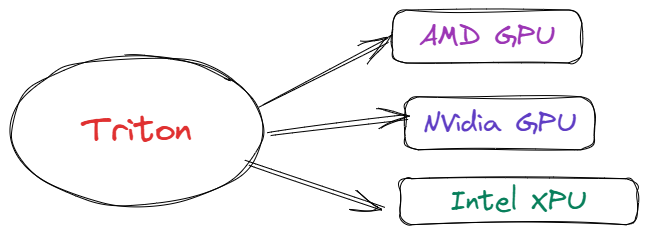 AMD GPU
Triton
NVidia GPU
Intel XPU